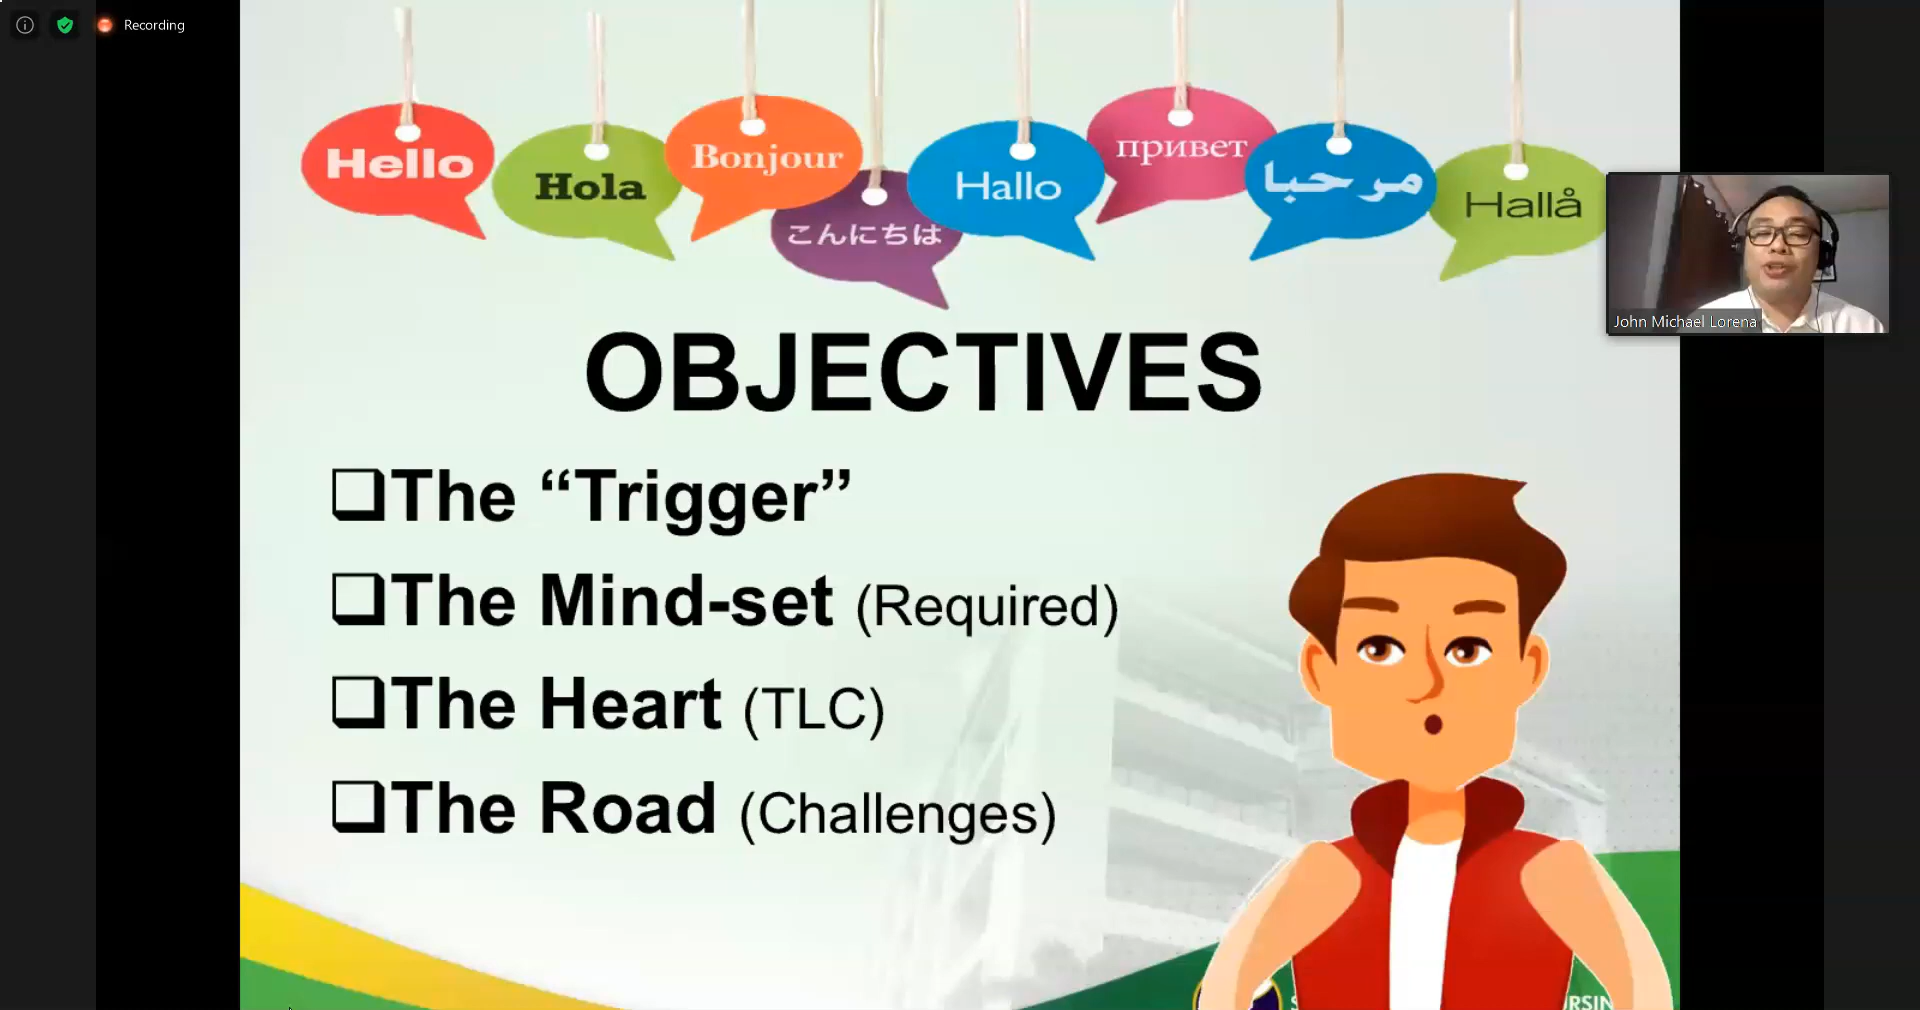 Recording
Hello
Hola
Bonjour
こんにちは
Hallo
привет
مرحبا
Hallå
John Michael Lorena
OBJECTIVES
❑The “Trigger”
❑The Mind-set (Required)
❑The Heart (TLC)
❑The Road (Challenges)